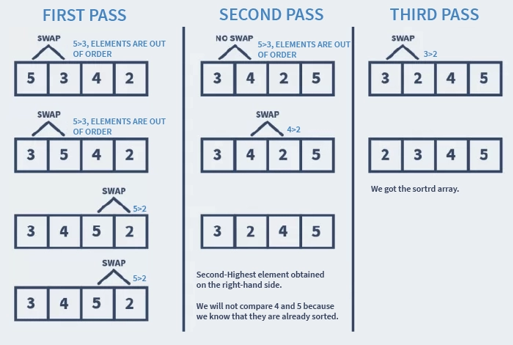 FIRST PASS
SWAP
5>3, ELEMENTS ARE OUT
OF ORDER
5 3 4 2
SWAP
5>3, ELEMENTS ARE OUT
OF ORDER
3 5 4 2
SWAP
5>2
3 4 5 2
SWAP
5>2
3 4 5 2
SECOND PASS
NO SWAP
5>3, ELEMENTS ARE OUT
OF ORDER
3 4 2 5
SWAP
4>2
3 4 2 5
3 2 4 5
Second-Highest element obtained
on the right-hand side.
We will not compare 4 and 5 because
we know that they are already sorted.
THIRD PASS
SWAP
3>2
3 2 4 5
2 3 4 5
We got the sortrd array.